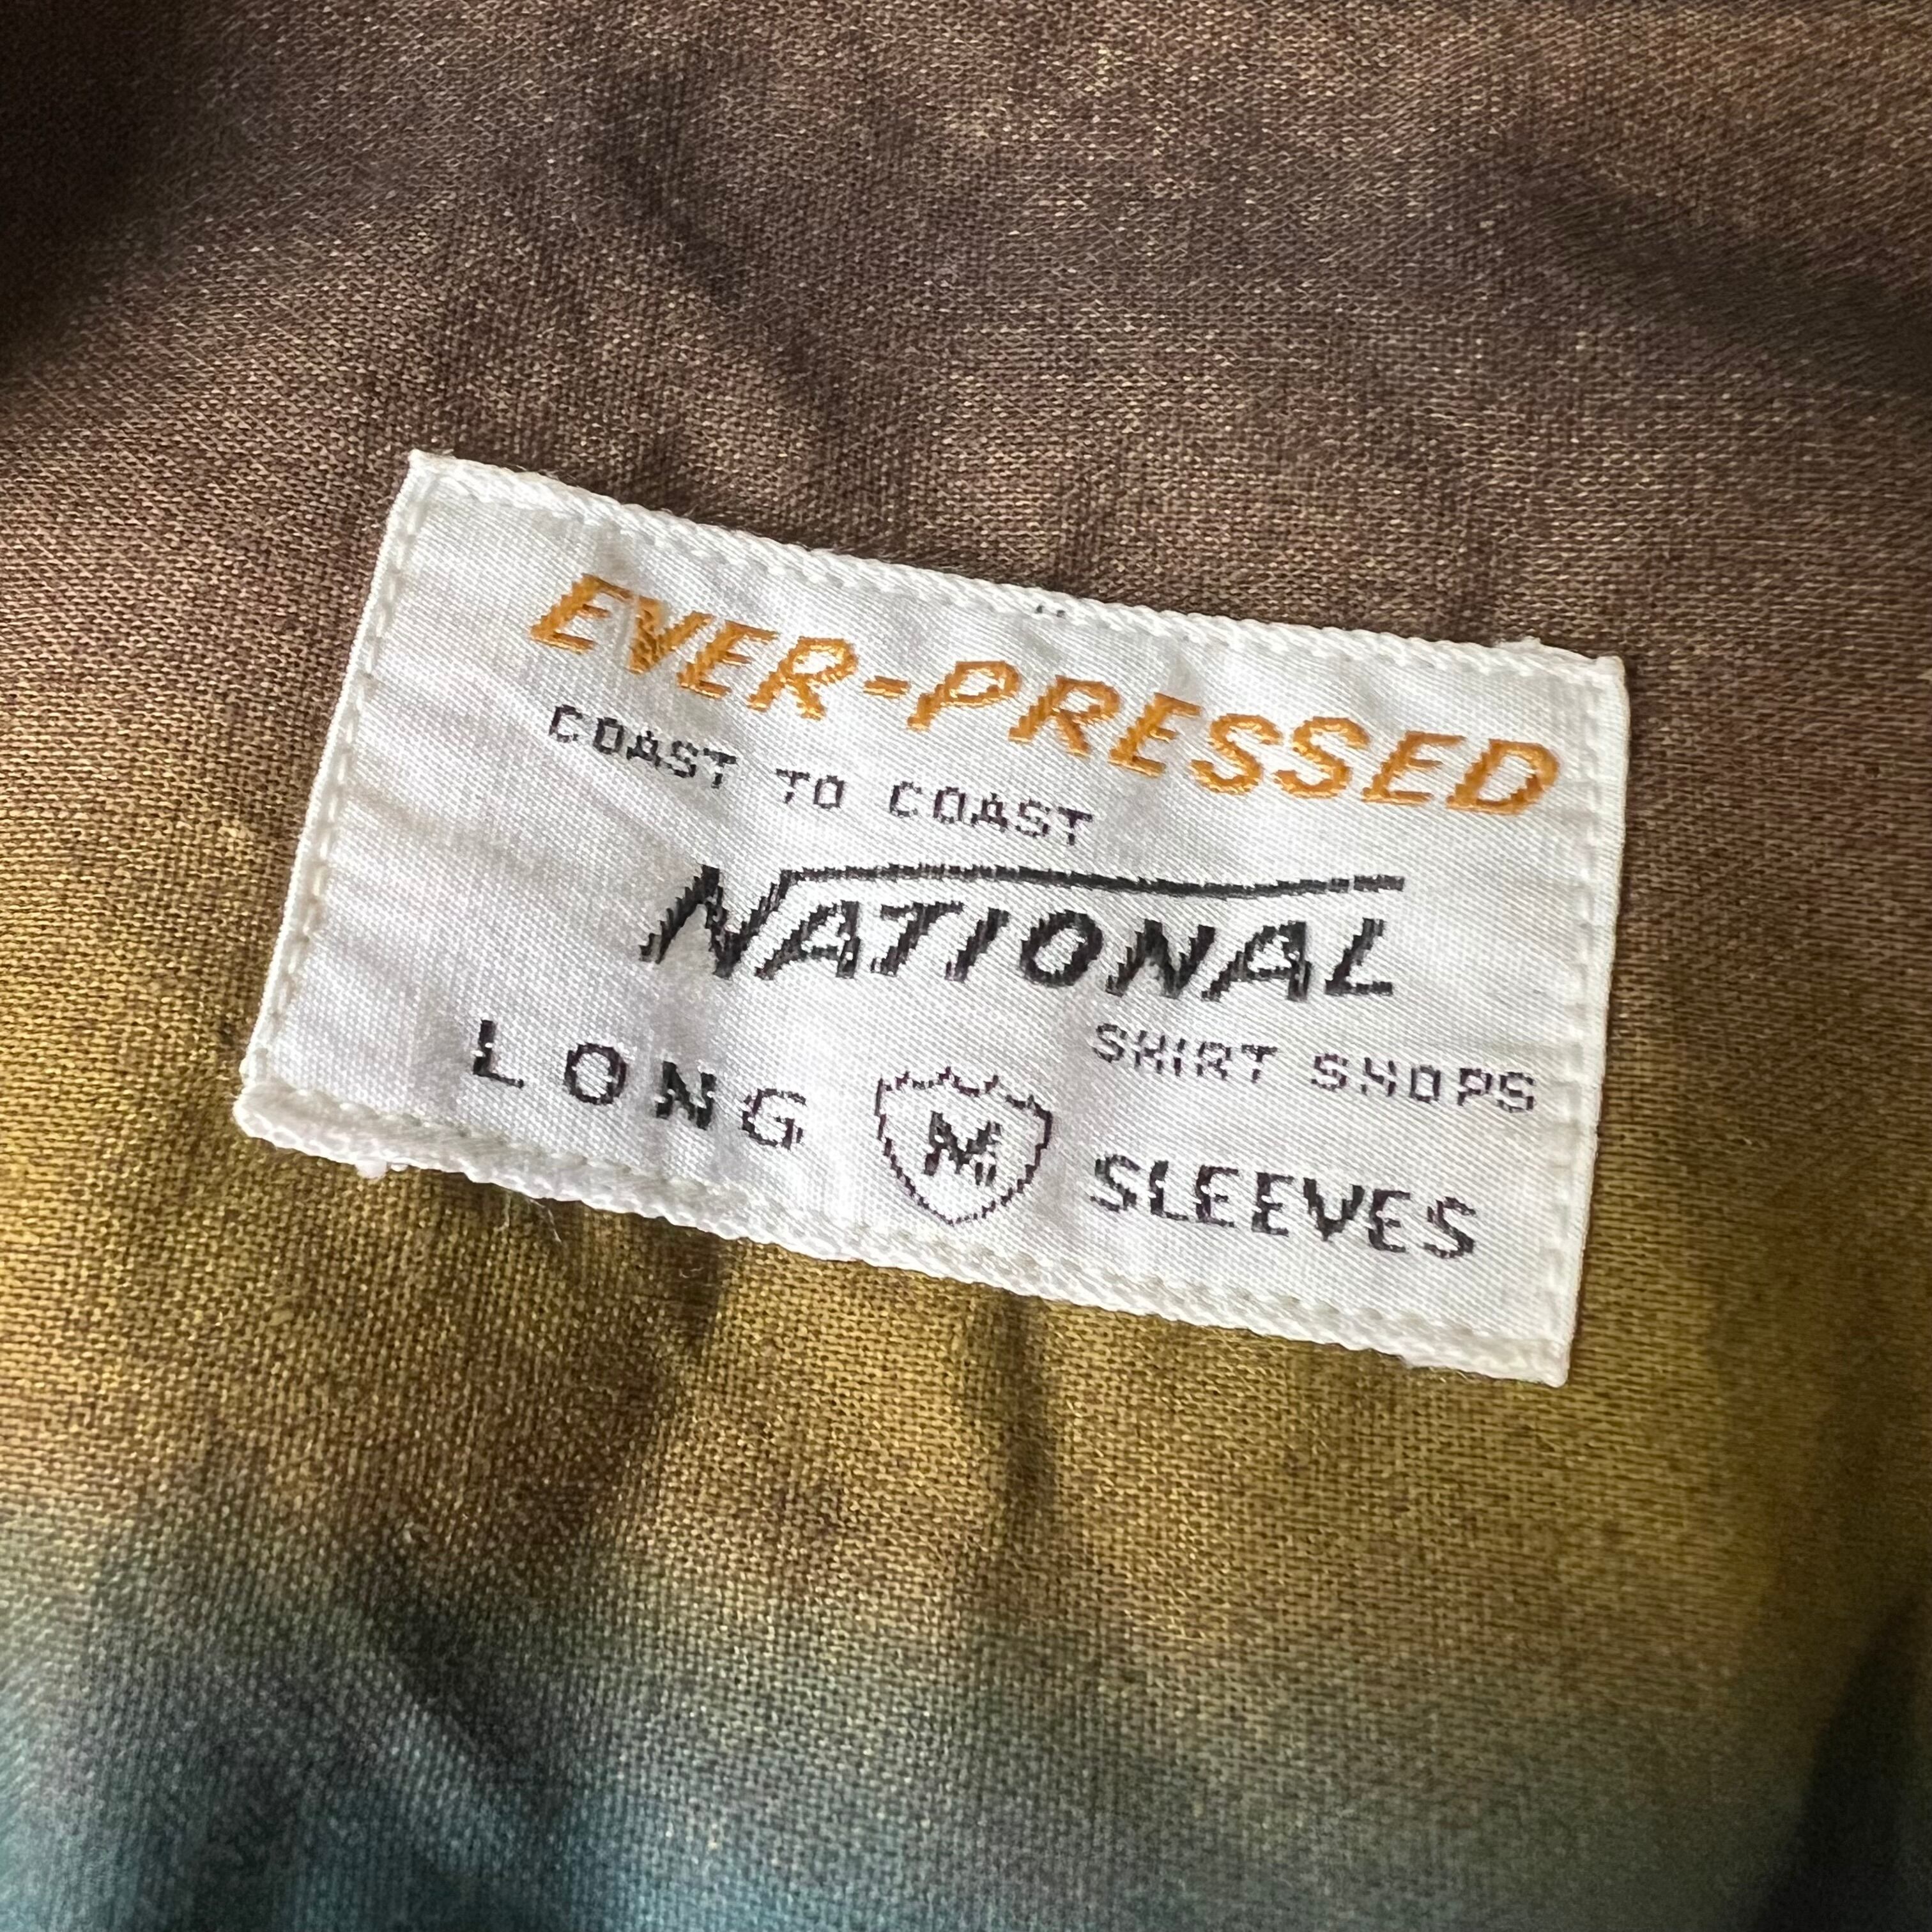 EVER-PRESSED
COAST TO COAST
NATIONAL
SHIRT SHOPS
LONG M SLEEVES